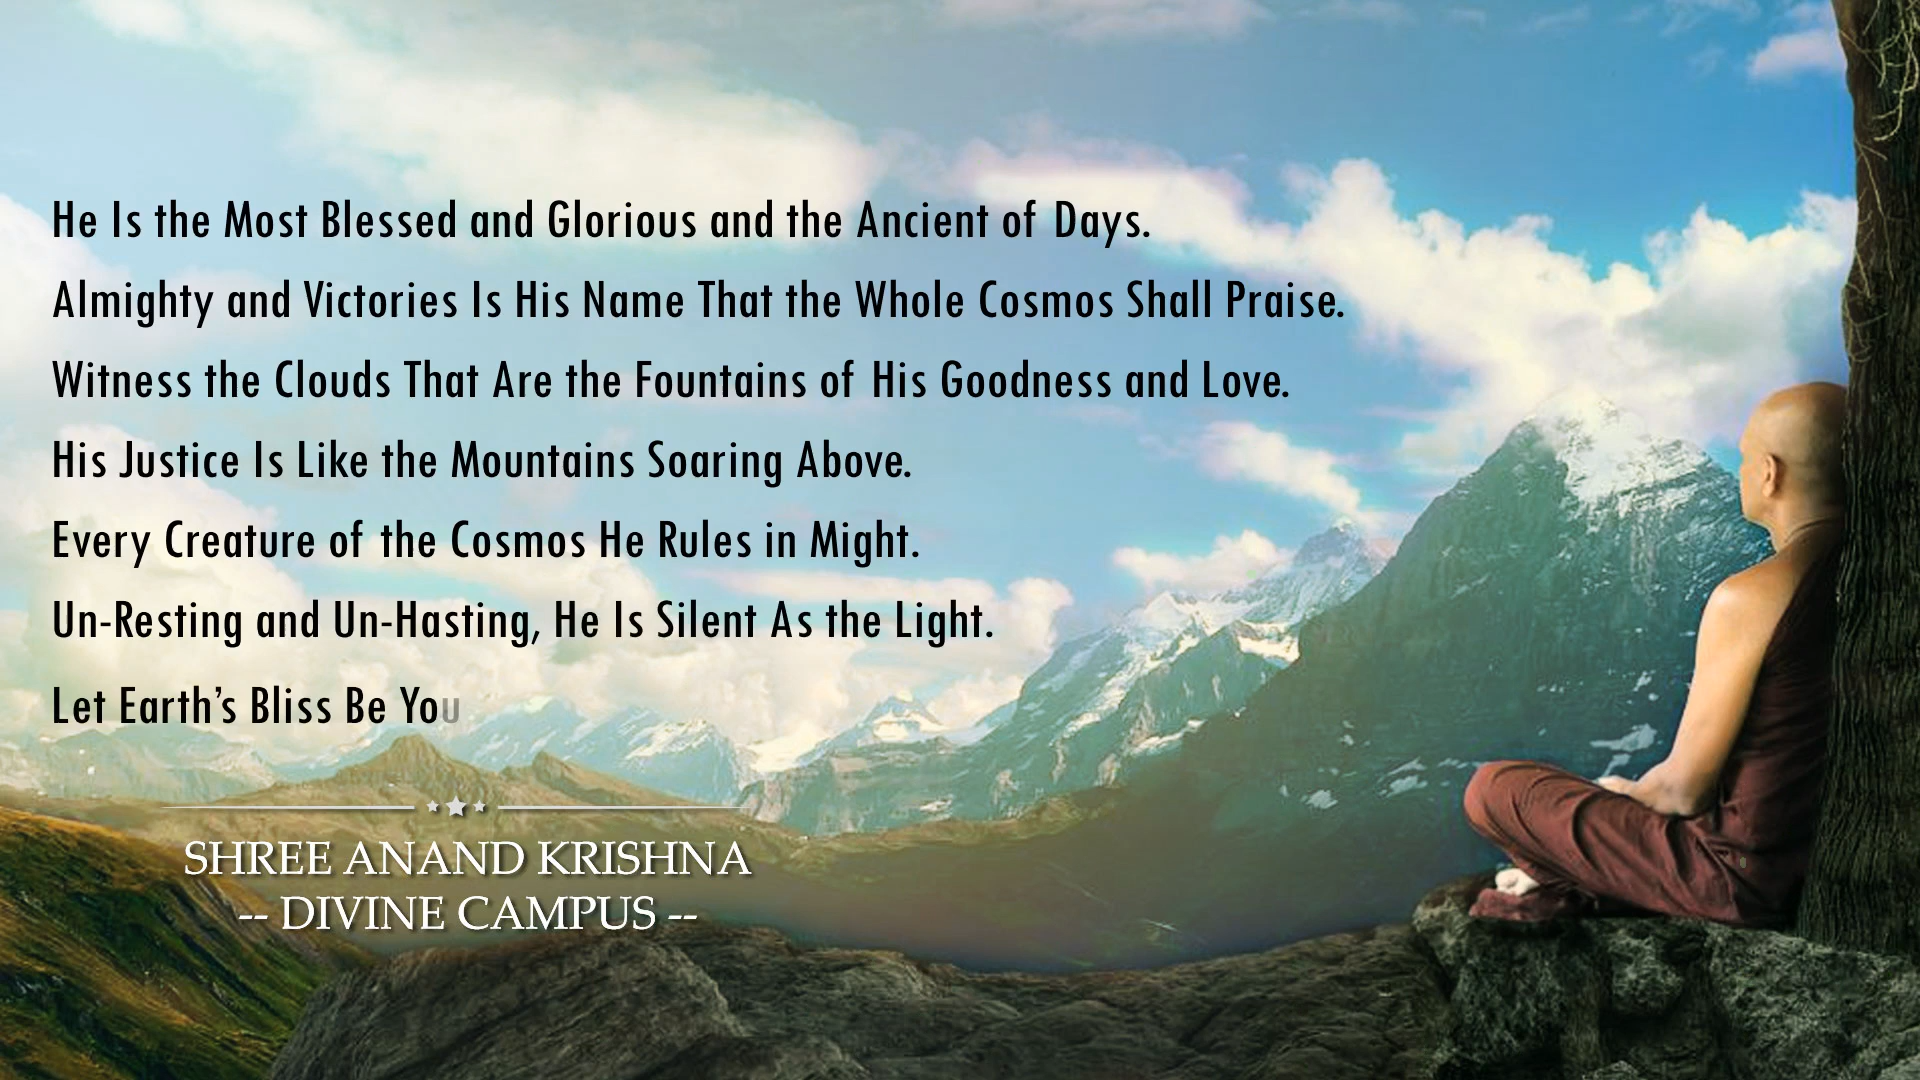 He Is the Most Blessed and Glorious and the Ancient of Days.
Almighty and Victories Is His Name That the Whole Cosmos Shall Praise.
Witness the Clouds That Are the Fountains of His Goodness and Love.
His Justice Is Like the Mountains Soaring Above.
Every Creature of the Cosmos He Rules in Might.
Un-Resting and Un-Hasting, He Is Silent As the Light.
Let Earth’s Bliss Be You
SHREE ANAND KRISHNA
-- DIVINE CAMPUS --